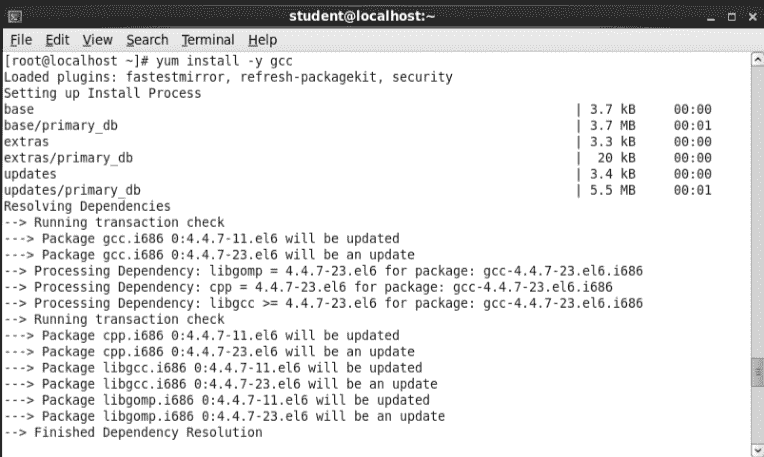 student@localhost:~
File Edit View Search Terminal Help
[root@localhost ~]# yum install -y gcc
Loaded plugins: fastestmirror, refresh-packagekit, security
Setting up Install Process
base | 3.7 kB 00:00
base/primary_db | 3.7 MB 00:01
extras | 3.3 kB 00:00
extras/primary_db | 20 kB 00:00
updates | 3.4 kB 00:00
updates/primary_db | 5.5 MB 00:01
Resolving Dependencies
--> Running transaction check
---> Package gcc.i686 0:4.4.7-11.el6 will be updated
---> Package gcc.i686 0:4.4.7-23.el6 will be an update
--> Processing Dependency: libgomp = 4.4.7-23.el6 for package: gcc-4.4.7-23.el6.i686
--> Processing Dependency: cpp = 4.4.7-23.el6 for package: gcc-4.4.7-23.el6.i686
--> Processing Dependency: libgcc >= 4.4.7-23.el6 for package: gcc-4.4.7-23.el6.i686
--> Running transaction check
---> Package cpp.i686 0:4.4.7-11.el6 will be updated
---> Package cpp.i686 0:4.4.7-23.el6 will be an update
---> Package libgcc.i686 0:4.4.7-11.el6 will be updated
---> Package libgcc.i686 0:4.4.7-23.el6 will be an update
---> Package libgomp.i686 0:4.4.7-11.el6 will be updated
---> Package libgomp.i686 0:4.4.7-23.el6 will be an update
--> Finished Dependency Resolution